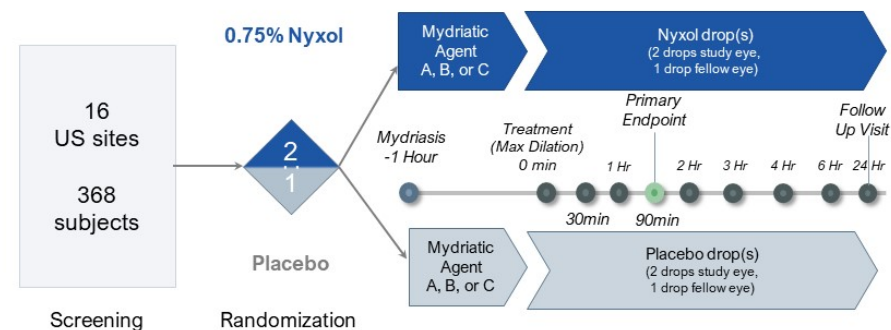 16
US sites
368
subjects
Screening
0.75% Nyxol
2
:
1
Placebo
Randomization
Mydriatic
Agent
A, B, or C
Nyxol drop(s)
(2 drops study eye,
1 drop fellow eye)
Mydriasis
-1 Hour
Treatment
(Max Dilation)
0 min
30min
1 Hr
Primary
Endpoint
90min
2 Hr
3 Hr
4 Hr
6 Hr
Follow
Up Visit
24 Hr
Mydriatic
Agent
A, B, or C
Placebo drop(s)
(2 drops study eye,
1 drop fellow eye)